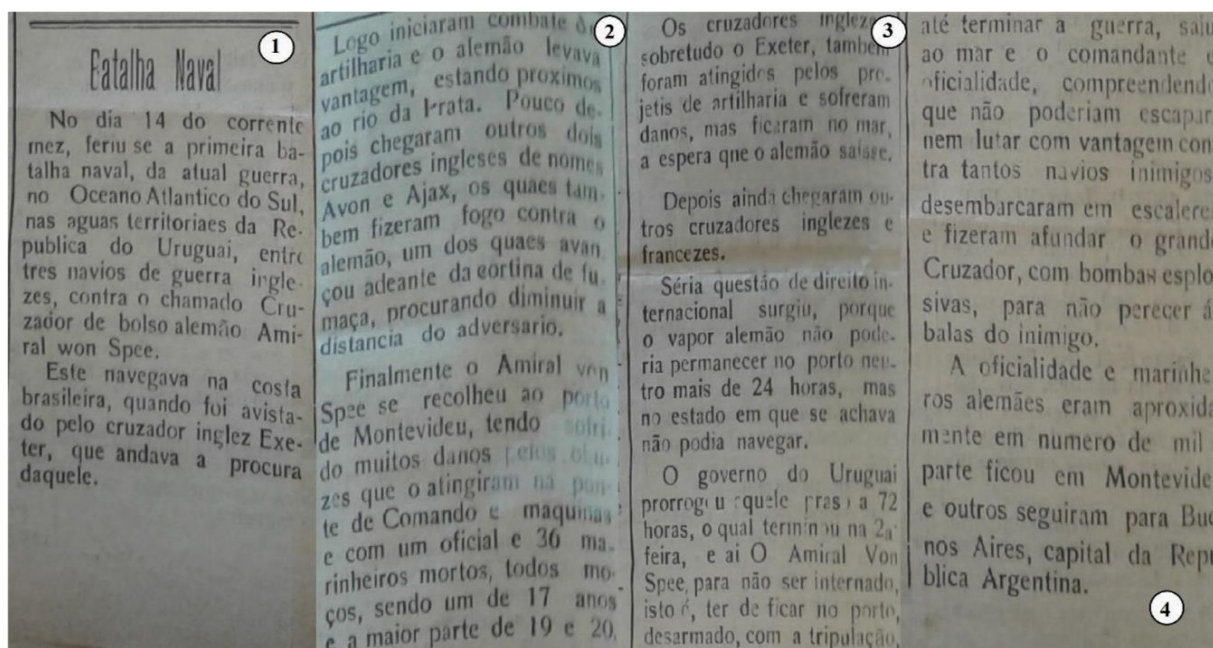 1
Batalha Naval
No dia 14 do corrente
mez, feriu se a primeira ba-
talha naval, da atual guerra,
no Oceano Atlantico do Sul,
nas aguas territoriaes da Re-
publica do Uruguai, entre
tres navios de guerra ingle-
zes, contra o chamado Cru-
zador de bolso alemão Ami-
ral won Spee.
Este navegava na costa
brasileira, quando foi avista-
do pelo cruzador inglez Exe-
ter, que andava a procura
daquele.
2
Logo iniciaram combate de
artilharia e o alemão levava
vantagem, estando proximos
ao rio da Prata. Pouco de-
pois chegaram outros dois
cruzadores ingleses de nomes
Avon e Ajax, os quaes tam-
bem fizeram fogo contra o
alemão, um dos quaes avan
çou adeante da cortina de fu-
maça, procurando diminuir a
distancia do adversario.
Finalmente o Amiral von
Spee se recolheu ao porto
de Montevideu, tendo sofri-
do muitos danos pelos obu-
zes que o atingiram na pon-
te de Comando e maquinas
e com um oficial e 36 ma-
rinheiros mortos, todos mo-
ços, sendo um de 17 anos
e a maior parte de 19 e 20.
3
Os cruzadores inglezes
sobretudo o Exeter, tambem
foram atingidos pelos pro-
jetis de artilharia e sofreram
danos, mas ficaram no mar,
a espera que o alemão saisse.
Depois ainda chegaram ou-
tros cruzadores inglezes e
francezes.
Séria questão de direito in-
ternacional surgiu, porque
o vapor alemão não pode-
ria permanecer no porto neu-
tro mais de 24 horas, mas
no estado em que se achava
não podia navegar.
O governo do Uruguai
prorrogou aquele praso a 72
horas, o qual terminou na 2a
feira, e ai O Amiral Von
Spee, para não ser internado,
isto é, ter de ficar no porto,
desarmado, com a tripulação,
até terminar a guerra, saiu
ao mar e o comandante e
oficialidade, compreendendo
que não poderiam escapar,
nem lutar com vantagem con
tra tantos navios inimigos
desembarcaram em escaleres
e fizeram afundar o grande
Cruzador, com bombas explo
sivas, para não perecer á
balas do inimigo.
A oficialidade e marinhe
ros alemães eram aproxida
mente em numero de mil
parte ficou em Montevide
e outros seguiram para Bue
nos Aires, capital da Repu
blica Argentina.
4